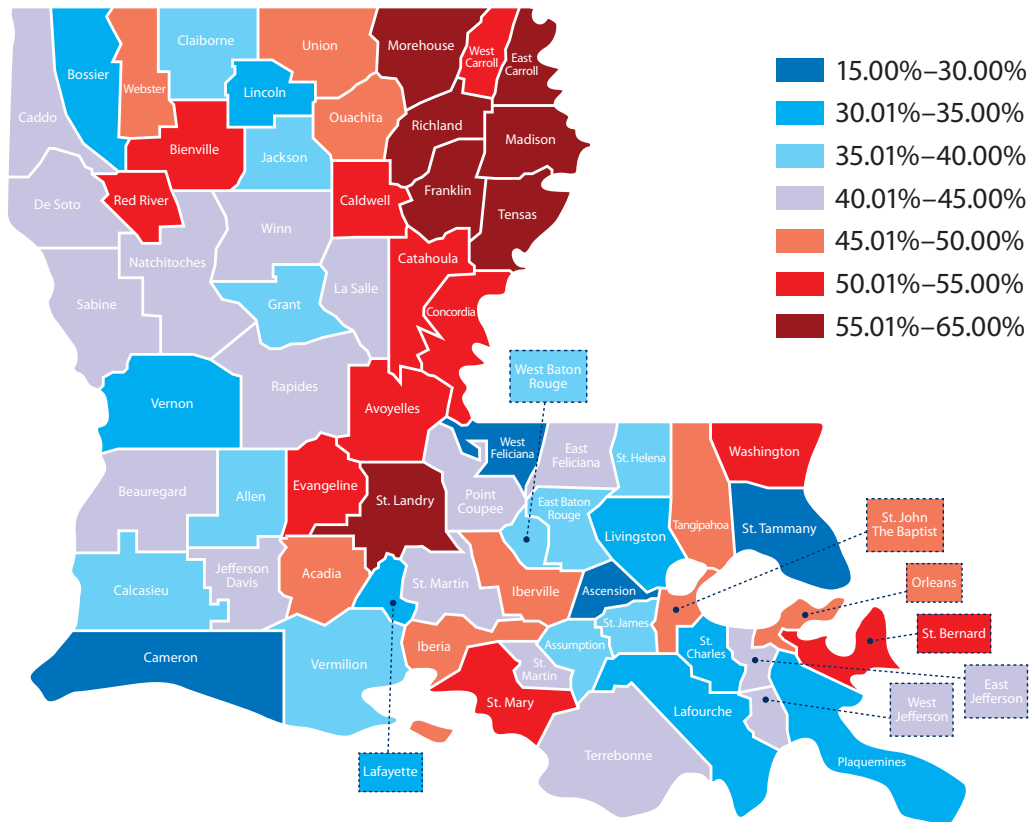 Claiborne
Union
Morehouse
West
Carroll
East
Carroll
Bossier
Webster
Lincoln
Caddo
Ouachita
Richland
Madison
Bienville
Jackson
Franklin
De Soto
Red River
Caldwell
Tensas
Winn
Natchitoches
Catahoula
La Salle
Sabine
Grant
Concordia
Vernon
Rapides
Avoyelles
West Baton
Rouge
15.00%–30.00%
30.01%–35.00%
35.01%–40.00%
40.01%–45.00%
45.01%–50.00%
50.01%–55.00%
55.01%–65.00%
West
Feliciana
East
Feliciana
St. Helena
Washington
Beauregard
Allen
Evangeline
St. Landry
Point
Coupee
East Baton
Rouge
Livingston
Tangipahoa
St. Tammany
St. John
The Baptist
Calcasieu
Jefferson
Davis
Acadia
St. Martin
Iberville
Ascension
Orleans
St. James
Cameron
Vermilion
Iberia
Assumption
St.
Martin
St.
Charles
St. Bernard
East
Jefferson
West
Jefferson
St. Mary
Lafourche
Terrebonne
Plaquemines
Lafayette